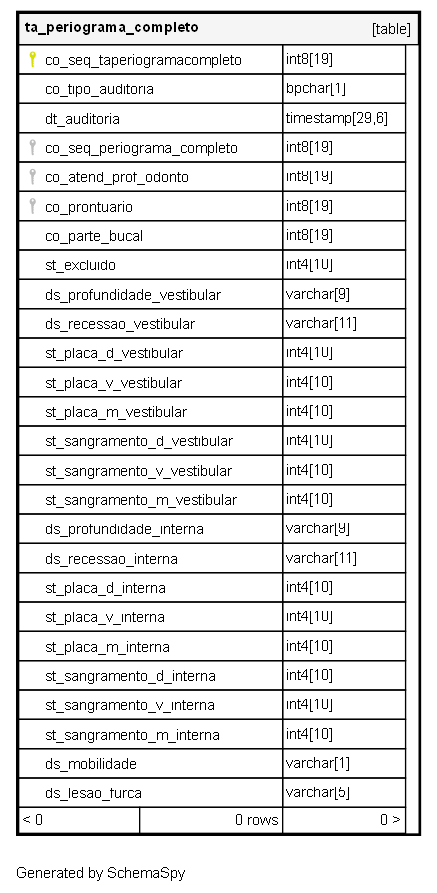 ta_periograma_completo [table]
co_seq_taperiogramacompleto int8[19]
co_tipo_auditoria bpchar[1]
dt_auditoria timestamp[29,6]
co_seq_periograma_completo int8[19]
co_atend_prof_odonto int8[19]
co_prontuario int8[19]
co_parte_bucal int8[19]
st_excluido int4[10]
ds_profundidade_vestibular varchar[9]
ds_recessao_vestibular varchar[11]
st_placa_d_vestibular int4[10]
st_placa_v_vestibular int4[10]
st_placa_m_vestibular int4[10]
st_sangramento_d_vestibular int4[10]
st_sangramento_v_vestibular int4[10]
st_sangramento_m_vestibular int4[10]
ds_profundidade_interna varchar[9]
ds_recessao_interna varchar[11]
st_placa_d_interna int4[10]
st_placa_v_interna int4[10]
st_placa_m_interna int4[10]
st_sangramento_d_interna int4[10]
st_sangramento_v_interna int4[10]
st_sangramento_m_interna int4[10]
ds_mobilidade varchar[1]
ds_lesao_furca varchar[5]
< 0 0 rows 0 >
Generated by SchemaSpy